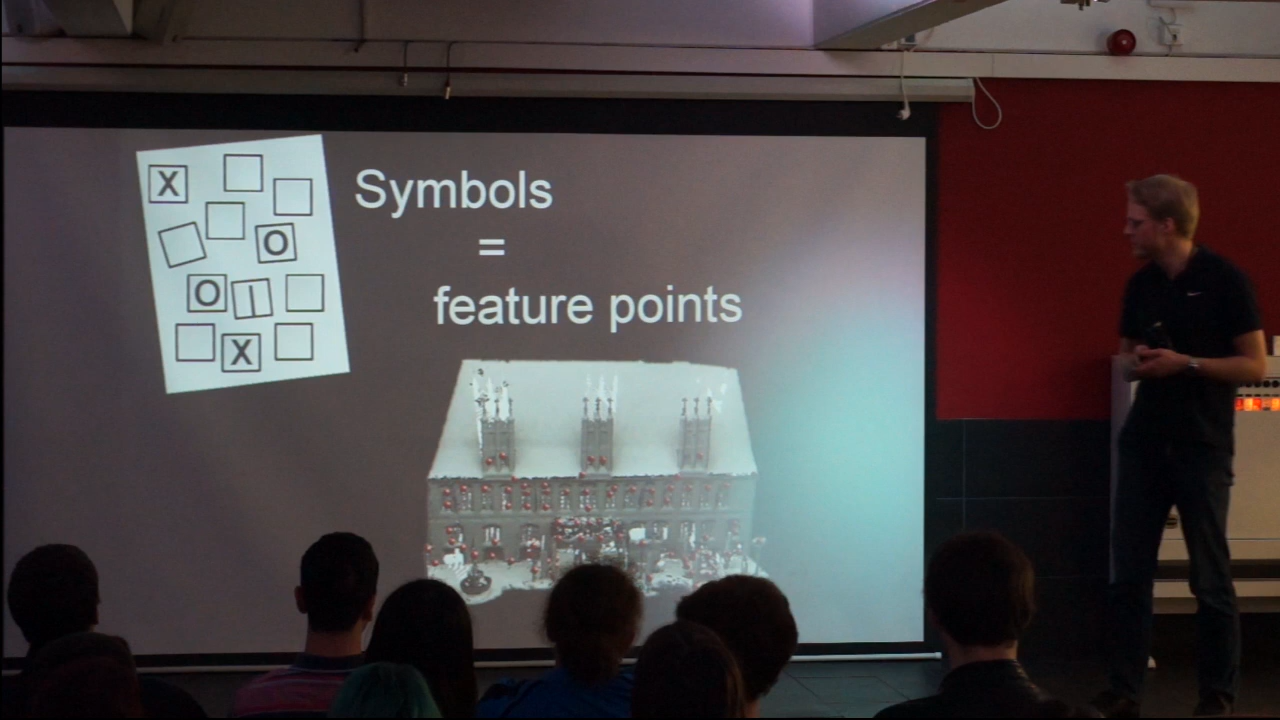 X
O
O |
X
Symbols
=
feature points